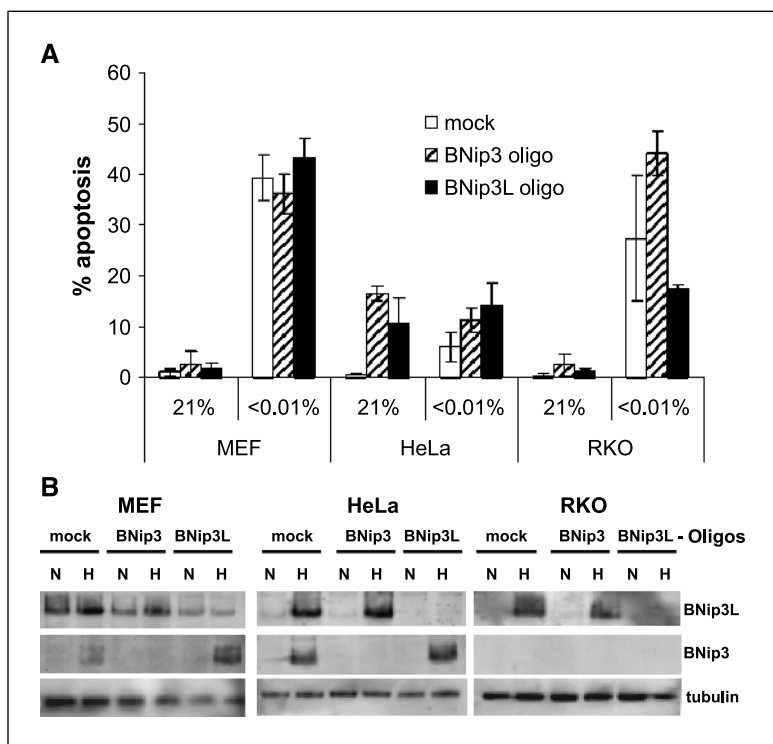 A
% apoptosis
60
50
40
30
20
10
0
mock
BNip3 oligo
BNip3L oligo
21% <0.01% 21% <0.01% 21% <0.01%
MEF HeLa RKO
B
MEF HeLa RKO
mock BNip3 BNip3L mock BNip3 BNip3L mock BNip3 BNip3L - Oligos
N H N H N H N H N H N H N H N H N H
BNip3L
BNip3
tubulin